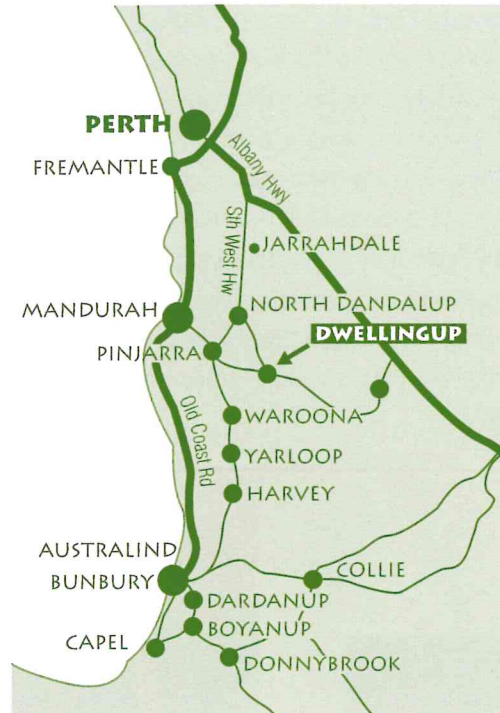 PERTH
Albany Hwy
FREMANTLE
Sth West Hw
JARRAHDALE
MANDURAH
NORTH DANDALUP
DWELLINGUP
PINJARRA
Old Coast Rd
WAROONA
YARLOOP
HARVEY
AUSTRALIND
BUNBURY
COLLIE
DARDANUP
BOYANUP
CAPEL
DONNYBROOK